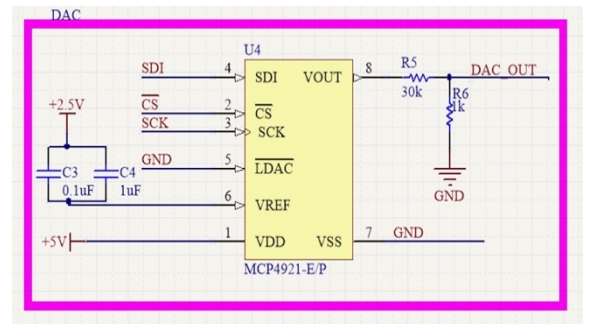 DAC
U4
SDI 4 SDI VOUT 8 R5 DAC_OUT
30k
R6
1k
+2.5V
CS 2 CS
SCK 3 SCK
GND 5 LDAC
C3 C4
0.1uF 1uF
GND
6 VREF
+5V 1 VDD VSS 7 GND
MCP4921-E/P